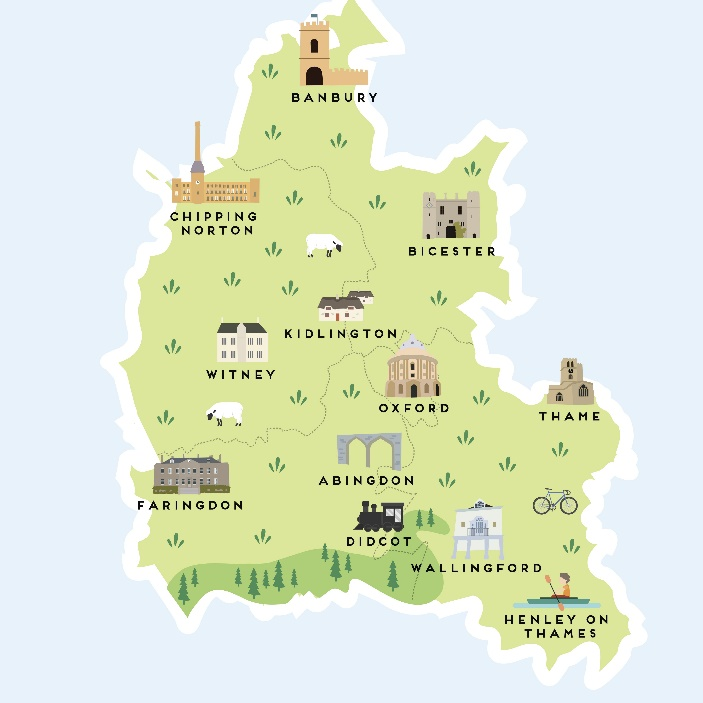 BANBURY
CHIPPING
NORTON
BICESTER
KIDLINGTON
WITNEY
OXFORD
THAME
ABINGDON
FARINGDON
DIDCOT
WALLINGFORD
HENLEY ON
THAMES